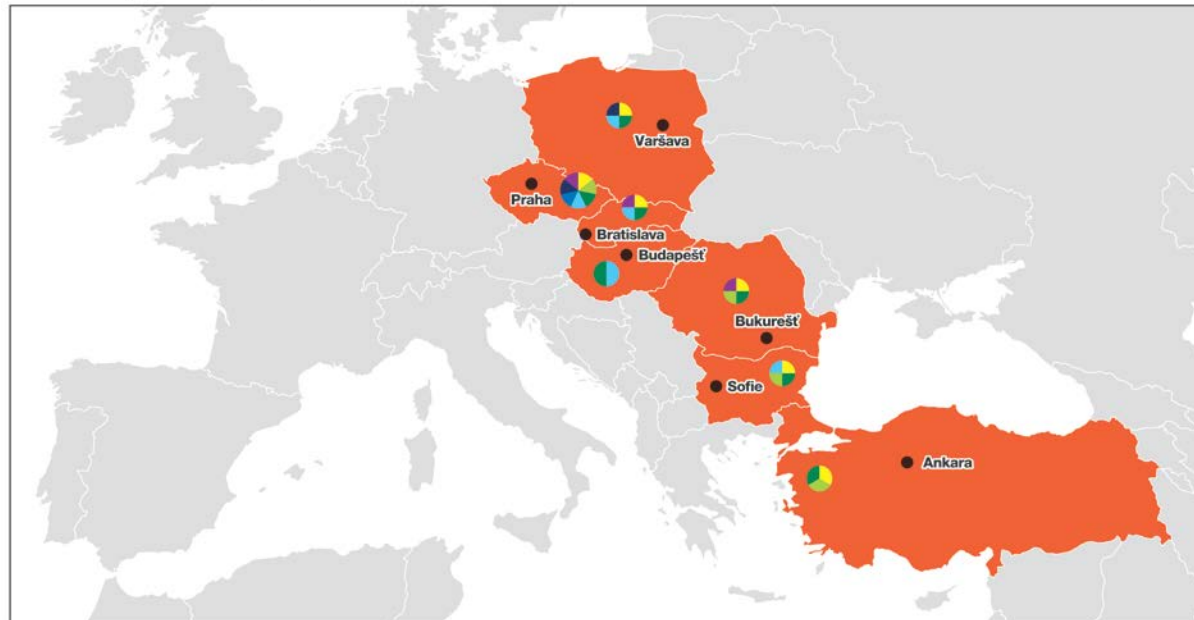 Varšava
Praha
Bratislava
Budapešť
Bukurešť
Sofie
Ankara